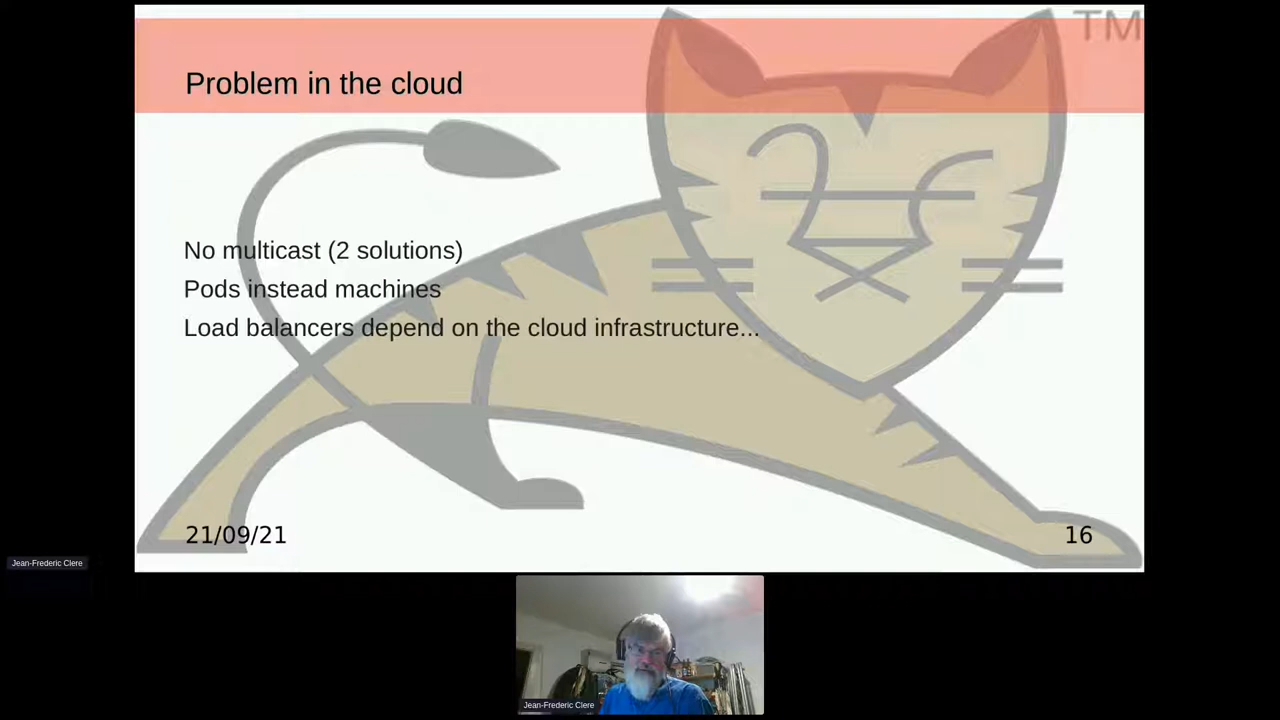 TM
Problem in the cloud
No multicast (2 solutions)
Pods instead machines
Load balancers depend on the cloud infrastructure...
21/09/21
16
Jean-Frederic Clere
Jean-Frederic Clere